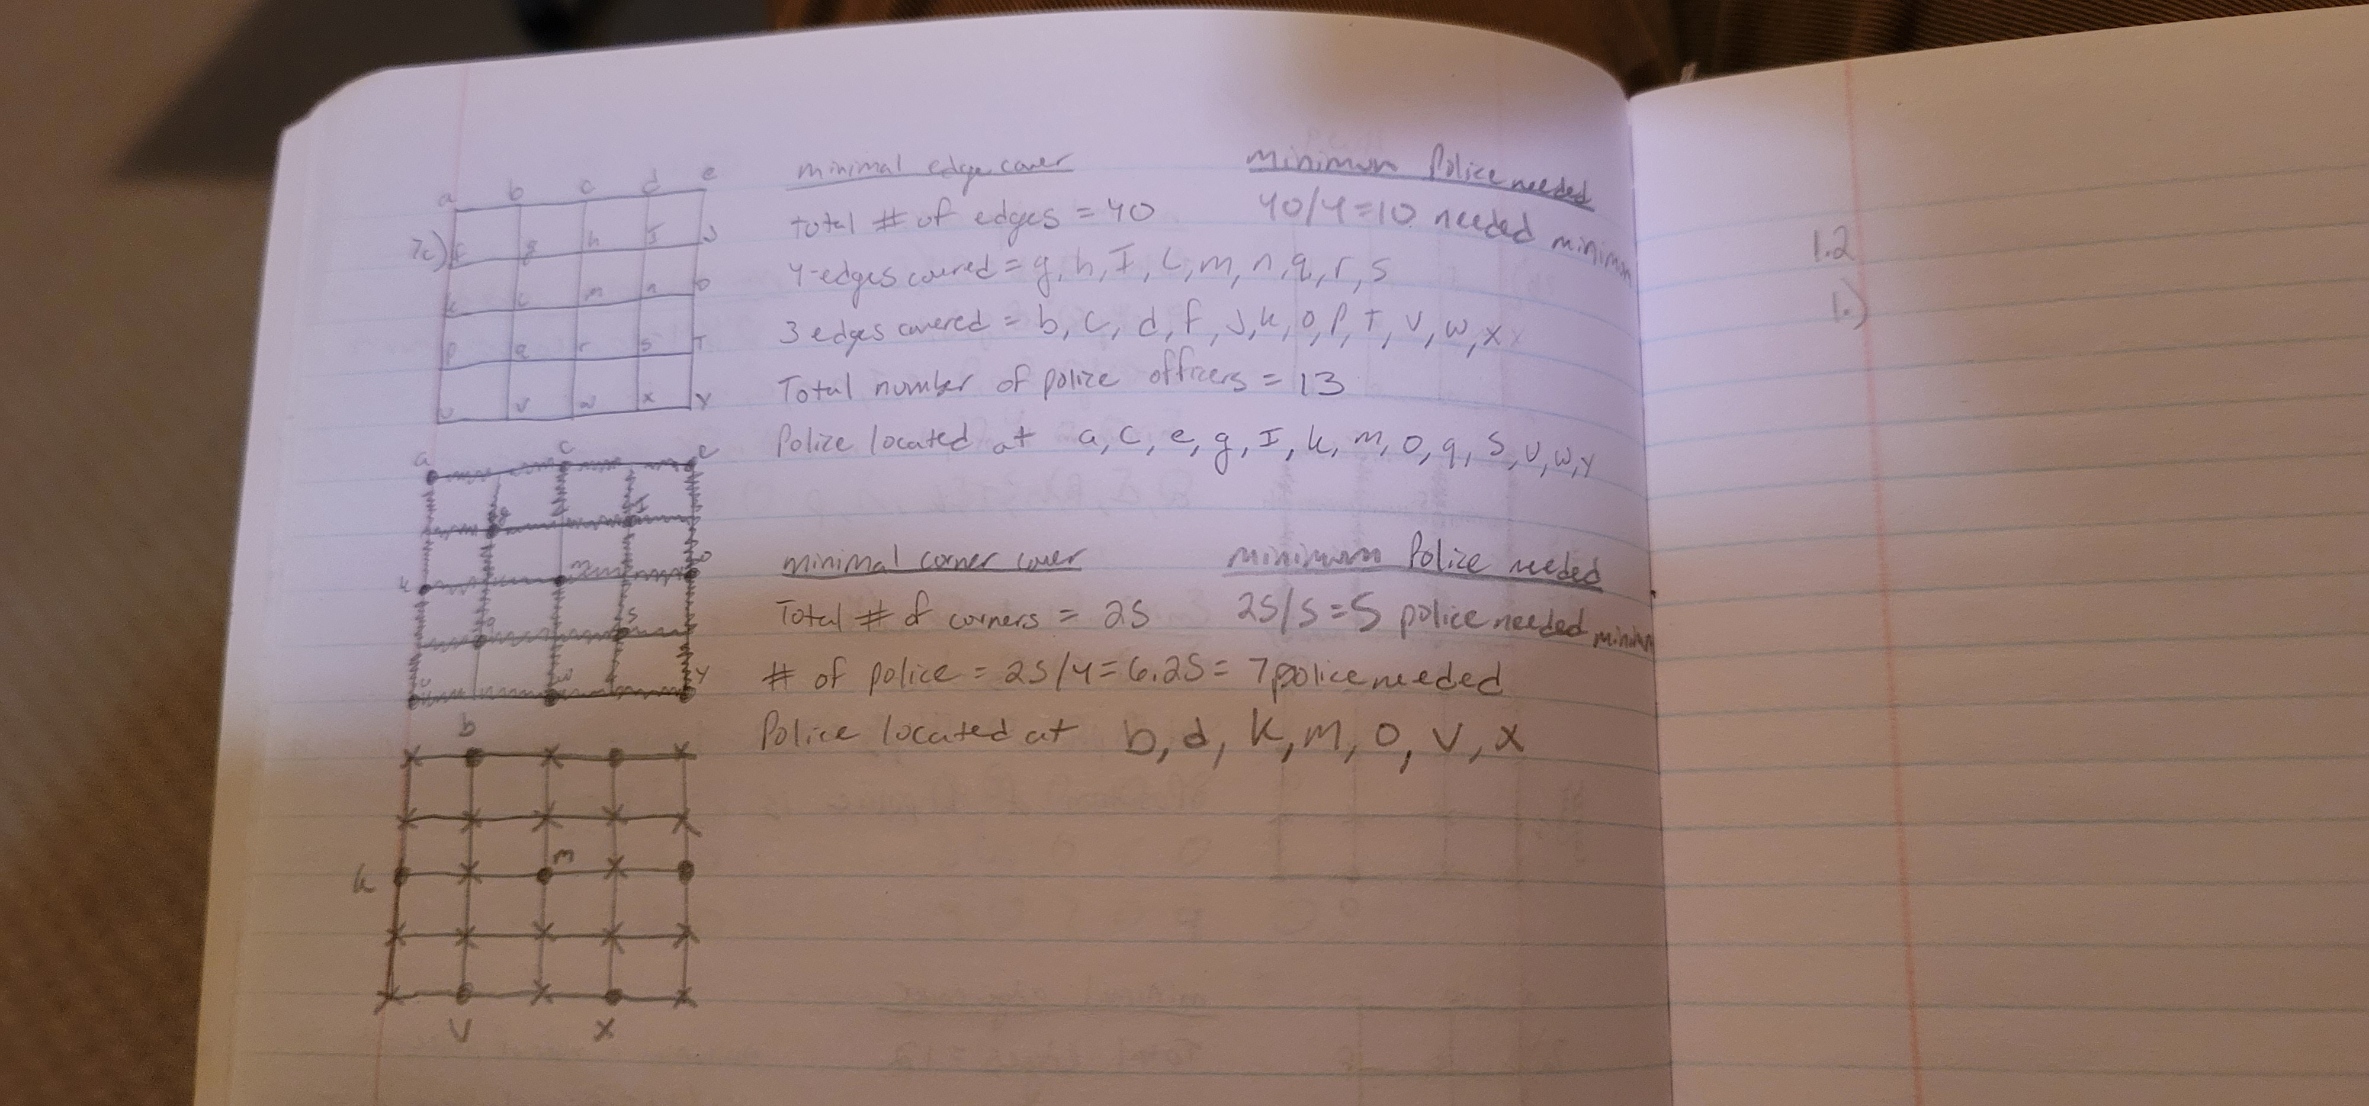 a b c d e
7c) f g h I J
k L m n o
p q r s T
U V w x Y
minimal edge cover
total # of edges = 40
4-edges covered = g, h, I, L, m, n, q, r, s
3 edges covered = b, c, d, f, J, k, o, p, T, V, w, x
Total number of police officers = 13
Police located at a, c, e, g, I, k, m, o, q, s, U, w, Y
minimum Police needed
40/4=10 needed minimum
a c e
g I
k m o
q s
U w Y
minimal corner cover
Total # of corners = 25
# of police = 25/4 = 6.25 = 7 police needed
Police located at b, d, k, m, o, v, x
minimum Police needed
25/5 = 5 police needed minimum
b
k m
V X
1.2
1.)